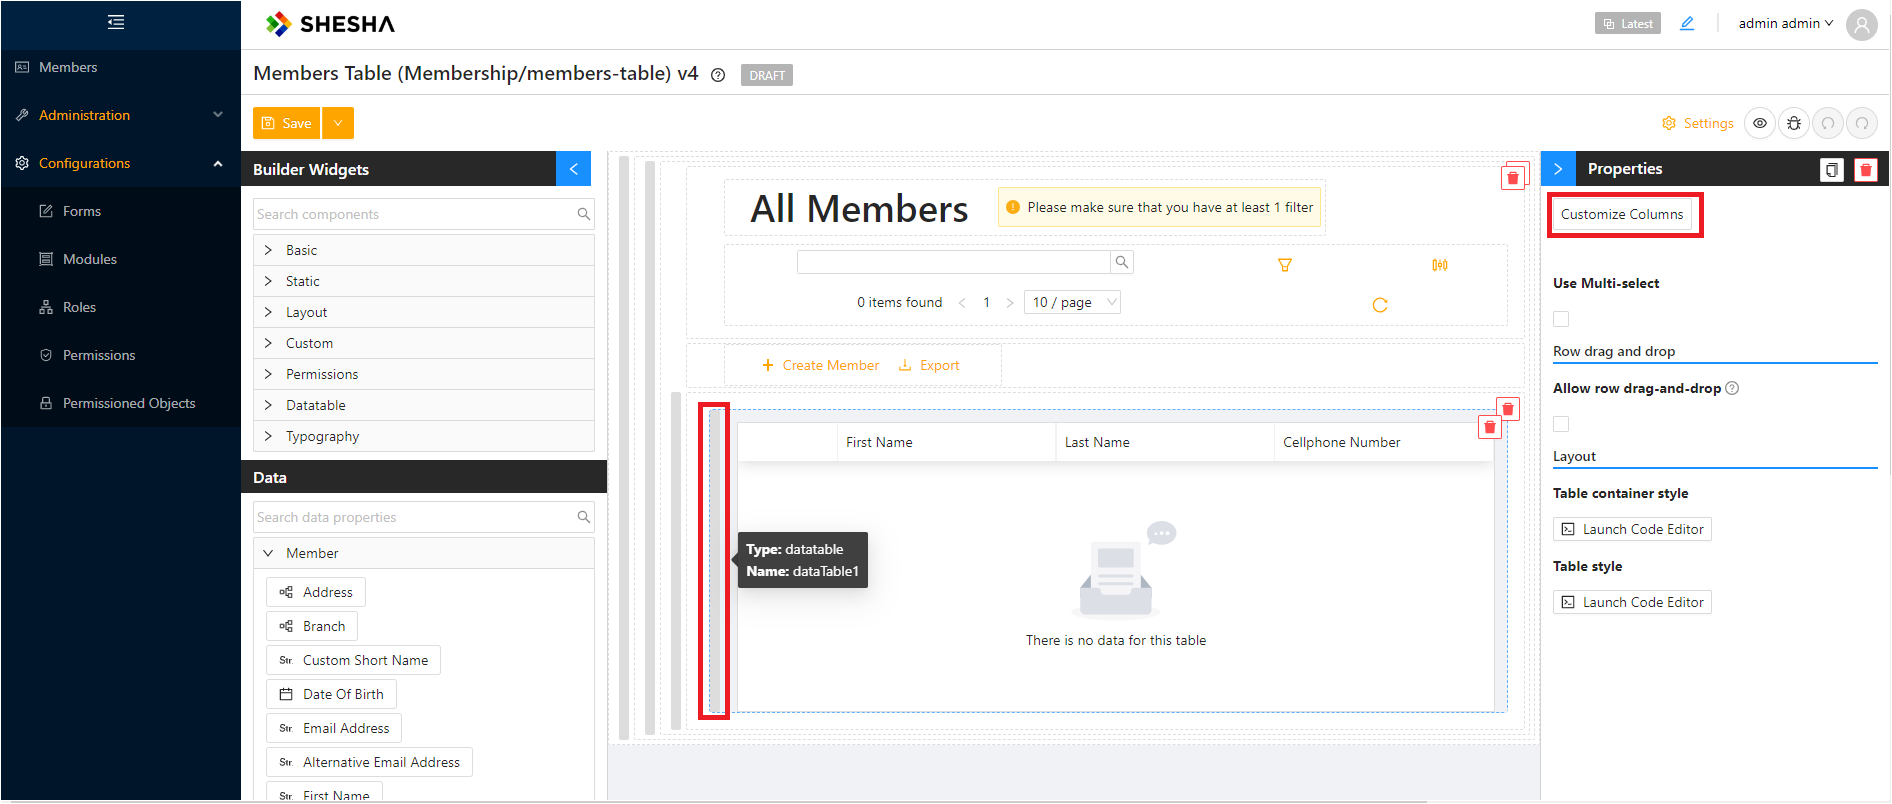 SHESHA
Latest
admin admin
Members
Administration
Configurations
Forms
Modules
Roles
Permissions
Permissioned Objects
Members Table (Membership/members-table) v4
DRAFT
Save
Settings
Builder Widgets
Search components
Basic
Static
Layout
Custom
Permissions
Datatable
Typography
Data
Search data properties
Member
Address
Branch
Str. Custom Short Name
Date Of Birth
Str. Email Address
Str. Alternative Email Address
Str. First Name
All Members
Please make sure that you have at least 1 filter
0 items found
1
10 / page
Create Member
Export
First Name
Last Name
Cellphone Number
Type: datatable
Name: dataTable1
There is no data for this table
Properties
Customize Columns
Use Multi-select
Row drag and drop
Allow row drag-and-drop
Layout
Table container style
Launch Code Editor
Table style
Launch Code Editor